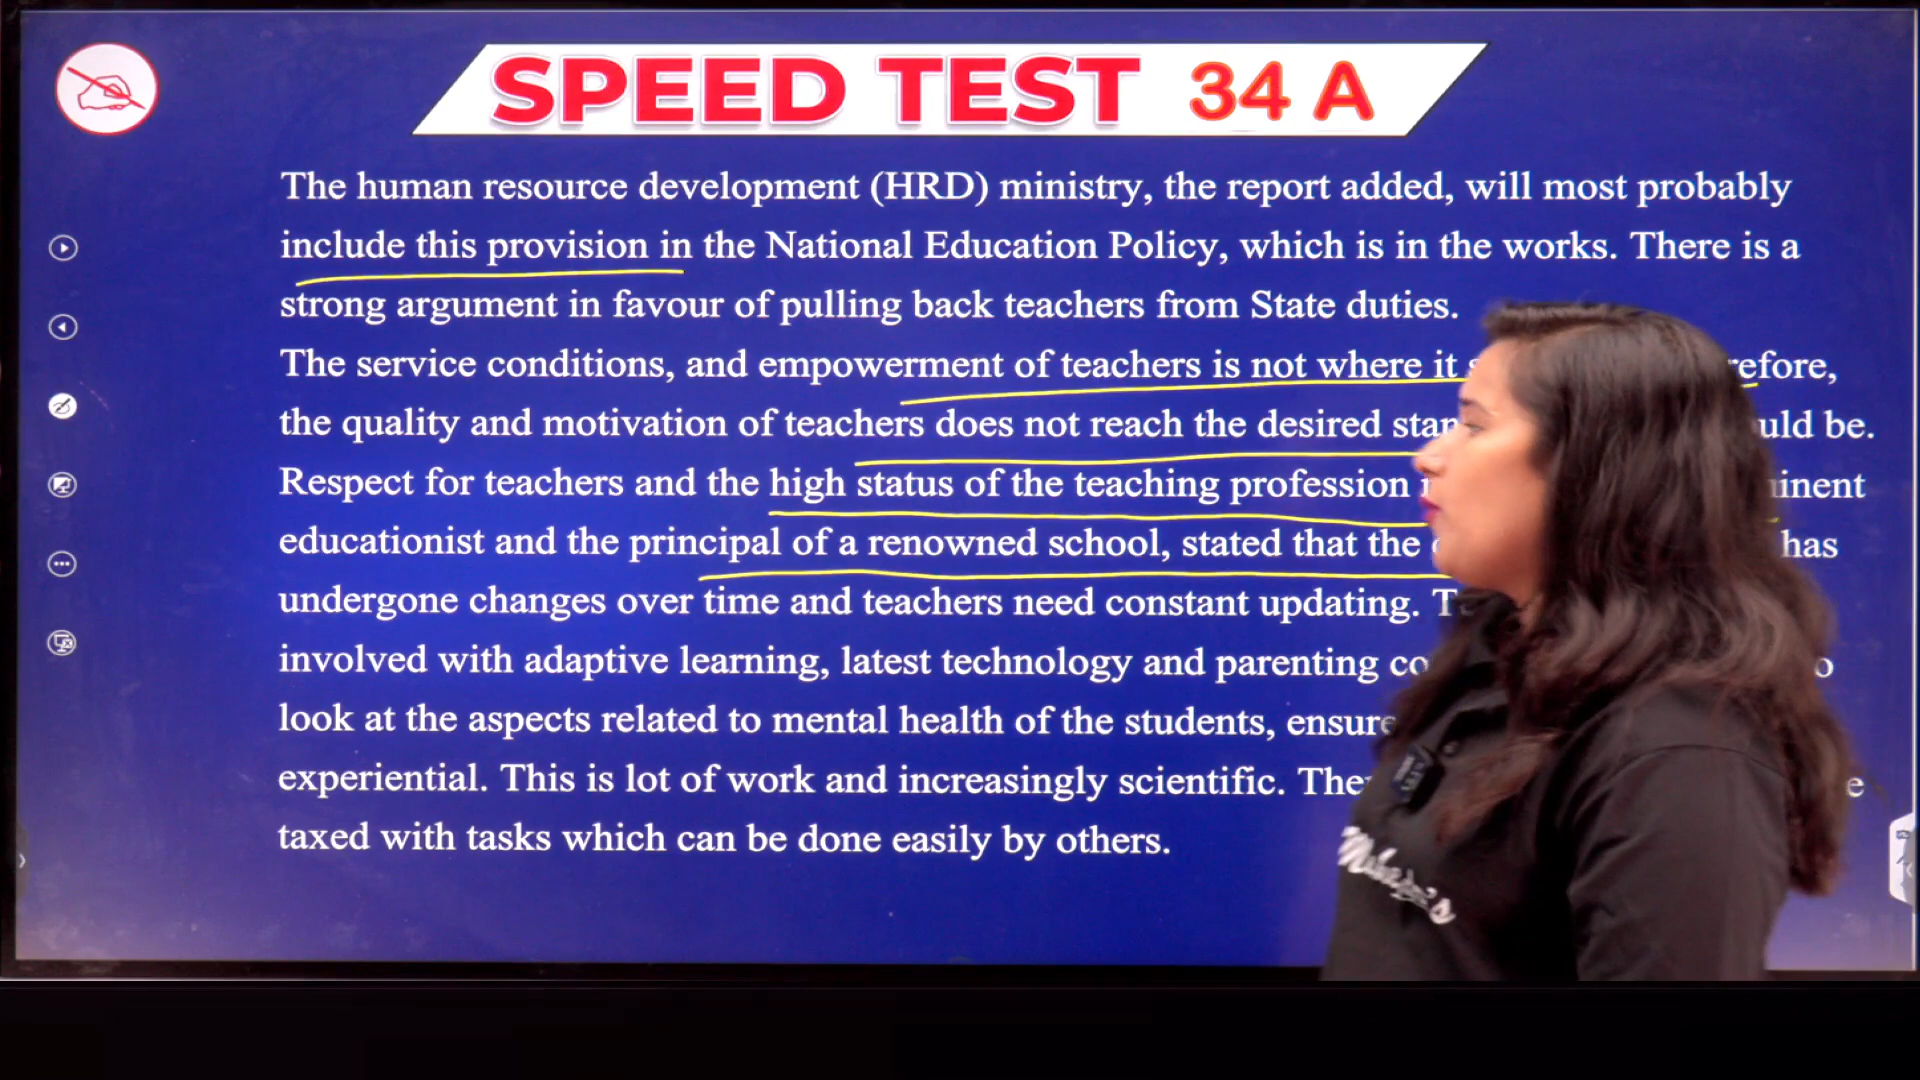 SPEED TEST 34 A
The human resource development (HRD) ministry, the report added, will most probably
include this provision in the National Education Policy, which is in the works. There is a
strong argument in favour of pulling back teachers from State duties.
The service conditions, and empowerment of teachers is not where it
the quality and motivation of teachers does not reach the desired be.
Respect for teachers and the high status of the teaching profession
educationist and the principal of a renowned school, stated that the has
undergone changes over time and teachers need constant updating.
involved with adaptive learning, latest technology and parenting
look at the aspects related to mental health of the students,
experiential. This is lot of work and increasingly scientific.
taxed with tasks which can be done easily by others.
Mahendra's